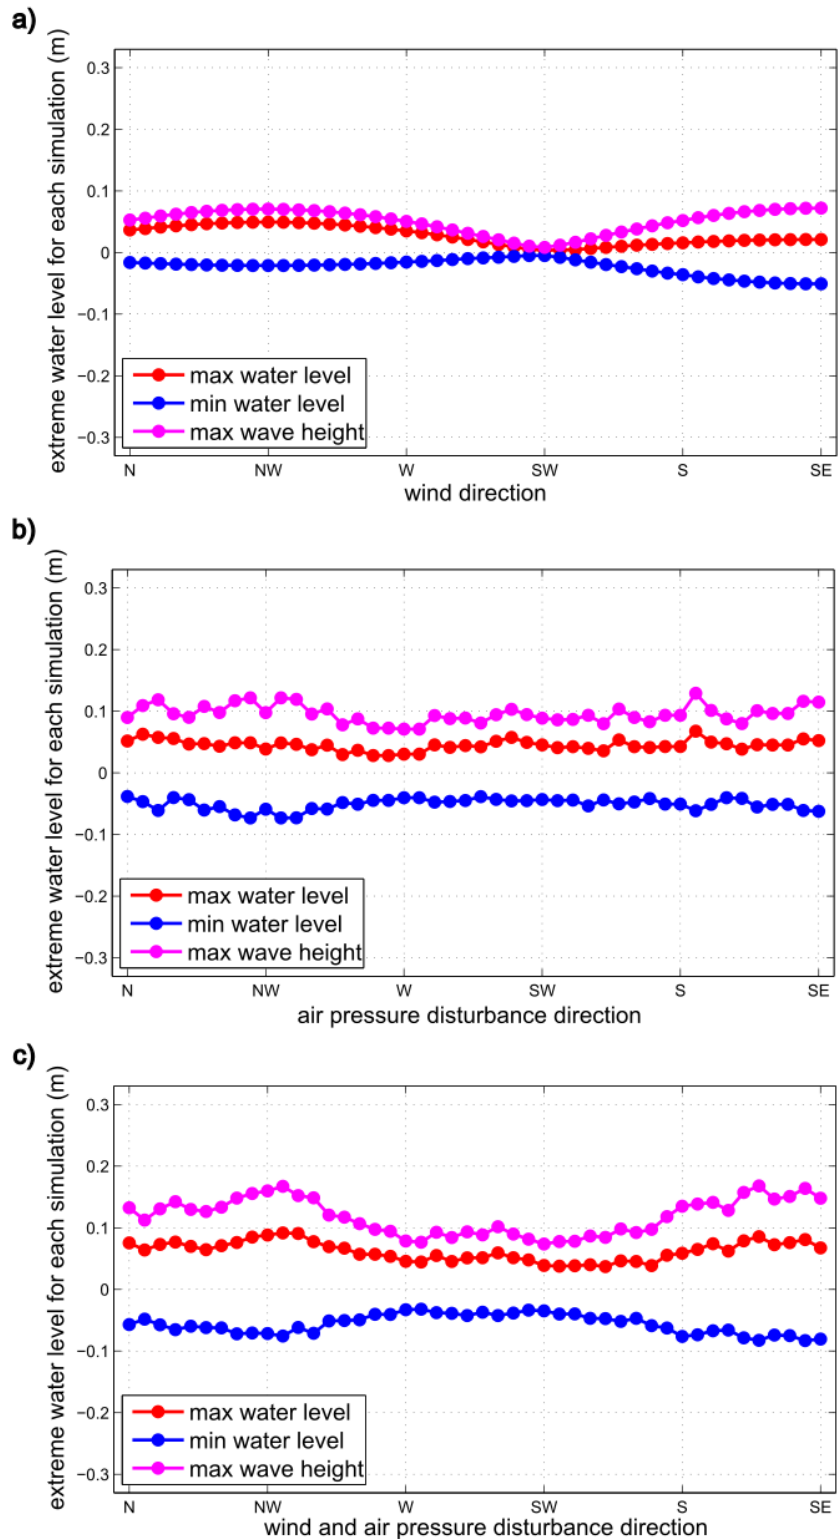 a)
extreme water level for each simulation (m)
0.3
0.2
0.1
0
−0.1
−0.2
−0.3
max water level
min water level
max wave height
N NW W SW S SE
wind direction
b)
extreme water level for each simulation (m)
0.3
0.2
0.1
0
−0.1
−0.2
−0.3
max water level
min water level
max wave height
N NW W SW S SE
air pressure disturbance direction
c)
extreme water level for each simulation (m)
0.3
0.2
0.1
0
−0.1
−0.2
−0.3
max water level
min water level
max wave height
N NW W SW S SE
wind and air pressure disturbance direction